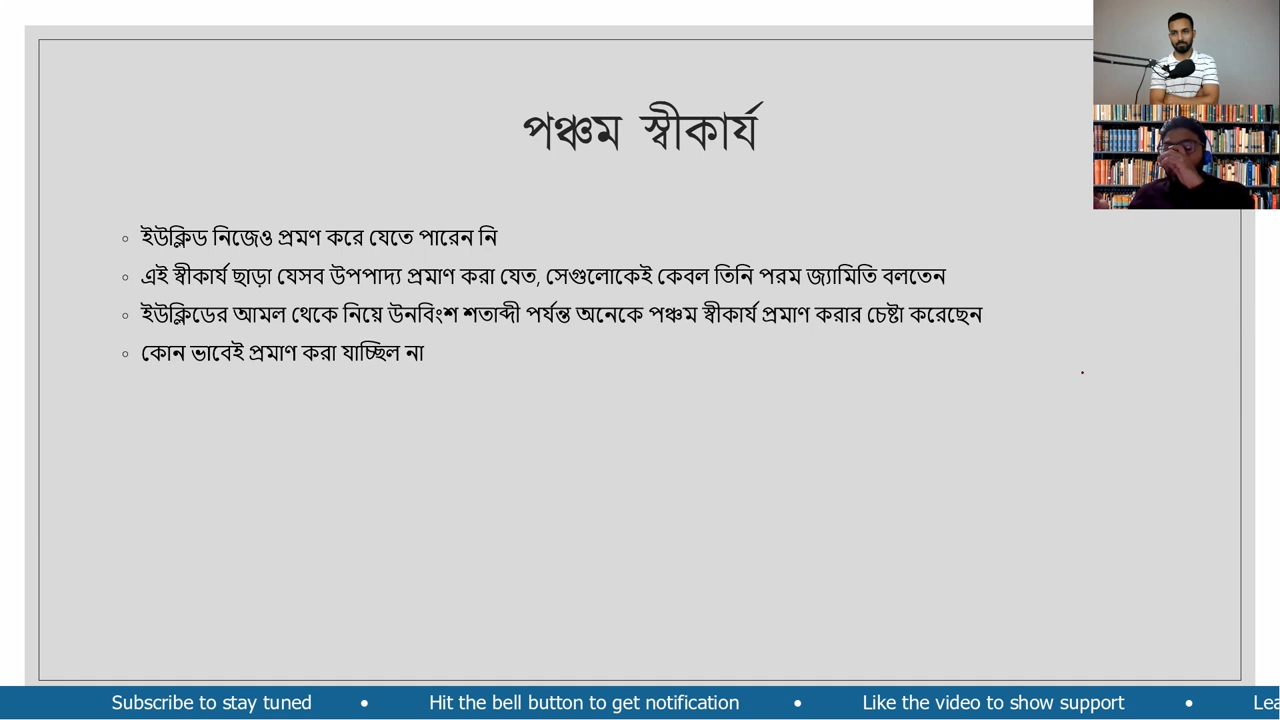 পঞ্চম স্বীকার্য
ইউক্লিড নিজেও প্রমণ করে যেতে পারেন নি
এই স্বীকার্য ছাড়া যেসব উপপাদ্য প্রমাণ করা যেত, সেগুলোকেই কেবল তিনি পরম জ্যামিতি বলতেন
ইউক্লিডের আমল থেকে নিয়ে উনবিংশ শতাব্দী পর্যন্ত অনেকে পঞ্চম স্বীকার্য প্রমাণ করার চেষ্টা করেছেন
কোন ভাবেই প্রমাণ করা যাচ্ছিল না
Subscribe to stay tuned • Hit the bell button to get notification • Like the video to show support • Lea